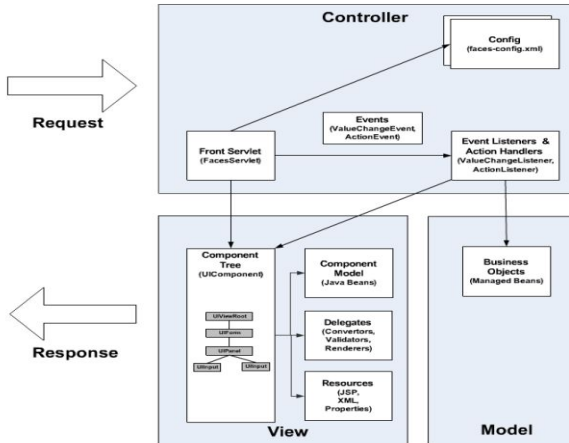 Controller
Config
(faces-config.xml)
Request
Events
(ValueChangeEvent,
ActionEvent)
Front Servlet
(FacesServlet)
Event Listeners &
Action Handlers
(ValueChangeListener,
ActionListener)
Component
Tree
(UIComponent)
UIViewRoot
UIForm
UIPanel
UIInput
UIInput
Component
Model
(Java Beans)
Delegates
(Convertors,
Validators,
Renderers)
Resources
(JSP,
XML,
Properties)
Business
Objects
(Managed Beans)
Response
View
Model